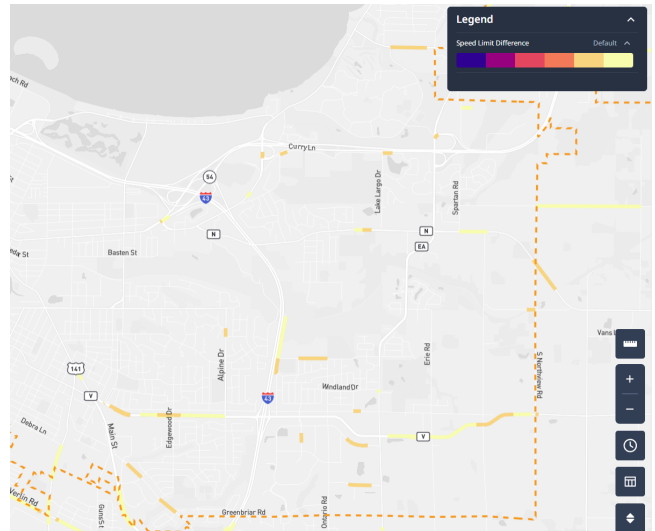 Legend
Speed Limit Difference
Default
ach Rd
Curry Ln
54
43
Lake Largo Dr
Spartan Rd
N
N
EA
Basten St
Vans
Alpine Dr
Erie Rd
S Northview Rd
141
Windland Dr
43
V
Edgewood Dr
Debra Ln
Main St
V
Verlin Rd
Guns St
Greenbriar Rd
Ontario Rd